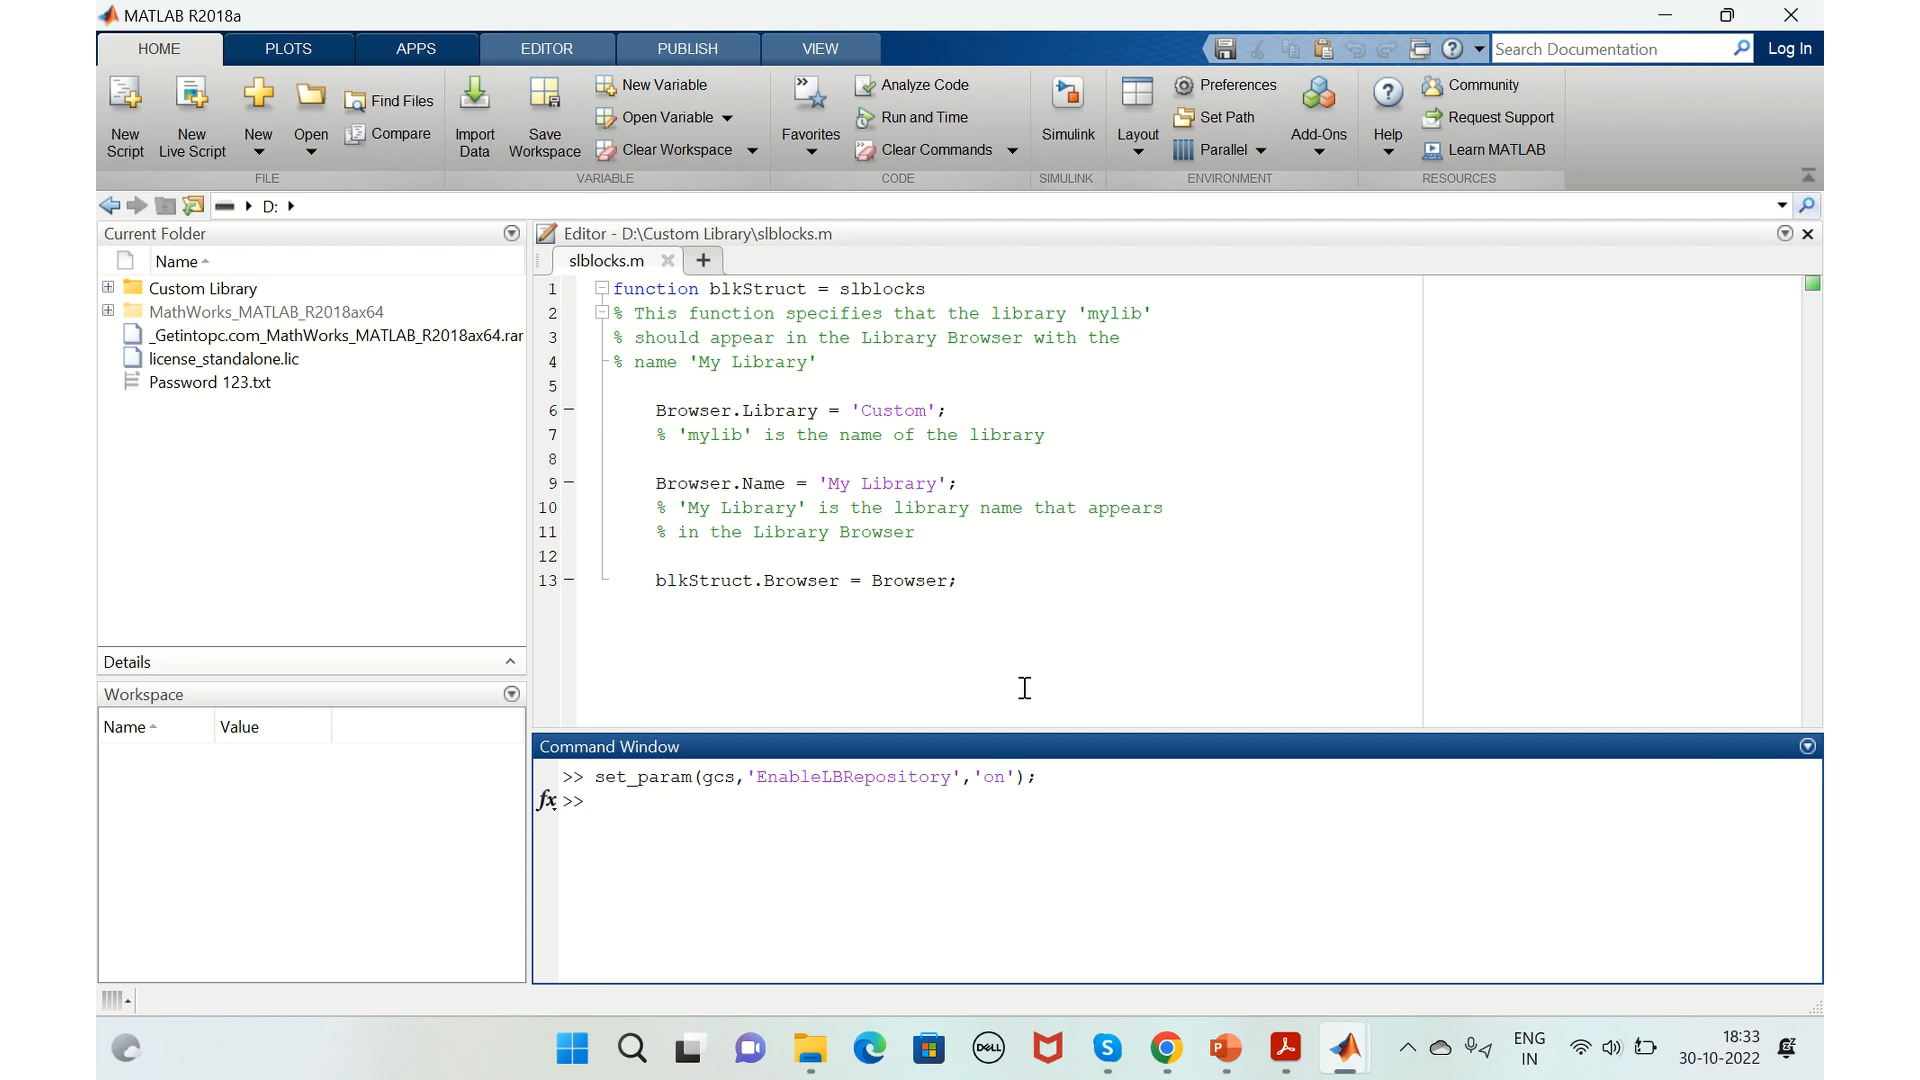 MATLAB R2018a
HOME PLOTS APPS EDITOR PUBLISH VIEW Search Documentation Log In
New Script
New Live Script
New
Open
Find Files
Compare
FILE
Import Data
Save Workspace
New Variable
Open Variable
Clear Workspace
VARIABLE
Favorites
Analyze Code
Run and Time
Clear Commands
CODE
Simulink
SIMULINK
Layout
Preferences
Set Path
Parallel
Add-Ons
ENVIRONMENT
Help
Community
Request Support
Learn MATLAB
RESOURCES
D:
Current Folder
Name
Custom Library
MathWorks_MATLAB_R2018ax64
_Getintopc.com_MathWorks_MATLAB_R2018ax64.rar
license_standalone.lic
Password 123.txt
Details
Workspace
Name Value
Editor - D:\Custom Library\slblocks.m
slblocks.m
1 function blkStruct = slblocks
2 % This function specifies that the library 'mylib'
3 % should appear in the Library Browser with the
4 % name 'My Library'
5
6 Browser.Library = 'Custom';
7 % 'mylib' is the name of the library
8
9 Browser.Name = 'My Library';
10 % 'My Library' is the library name that appears
11 % in the Library Browser
12
13 blkStruct.Browser = Browser;
Command Window
>> set_param(gcs,'EnableLBRepository','on');
fx >>
DELL
ENG
IN
18:33
30-10-2022